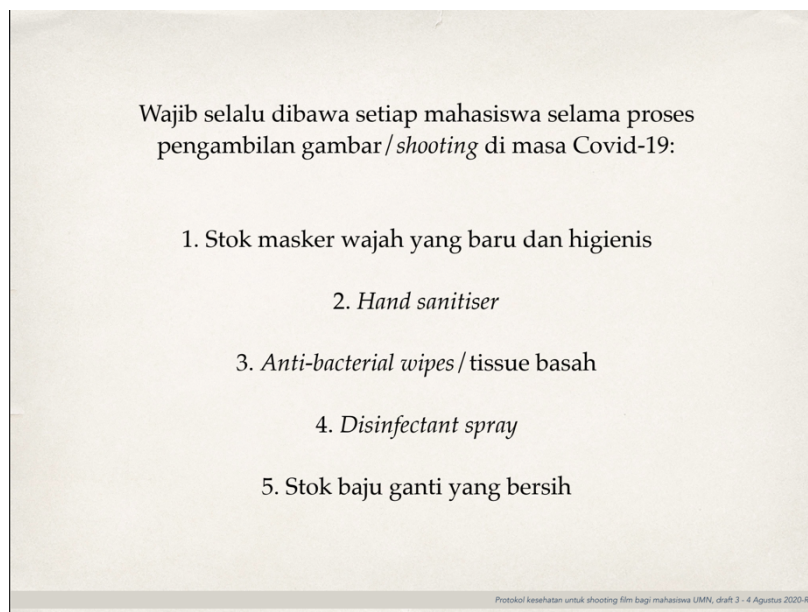 Wajib selalu dibawa setiap mahasiswa selama proses
pengambilan gambar/shooting di masa Covid-19:
1. Stok masker wajah yang baru dan higienis
2. Hand sanitiser
3. Anti-bacterial wipes/tissue basah
4. Disinfectant spray
5. Stok baju ganti yang bersih
Protokol kesehatan untuk shooting film bagi mahasiswa UMN, draft 3 - 4 Agustus 2020-R